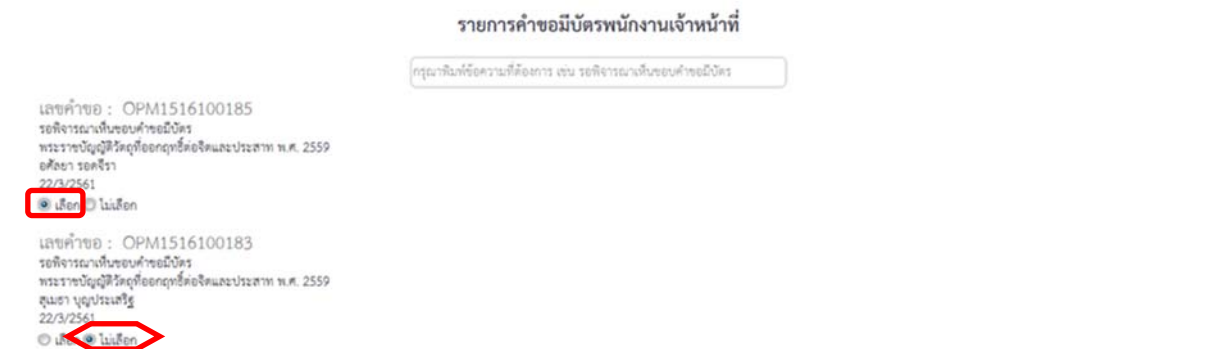 รายการคำขอมีบัตรพนักงานเจ้าหน้าที่
กรุณาพิมพ์ข้อความที่ต้องการ เช่น รอพิจารณาเห็นชอบคำขอมีบัตร
เลขคำขอ : OPM1516100185
รอพิจารณาเห็นชอบคำขอมีบัตร
พระราชบัญญัติวัตถุที่ออกฤทธิ์ต่อจิตและประสาท พ.ศ. 2559
อศัลยา รอดจีรา
22/3/2561
เลือก ไม่เลือก
เลขคำขอ : OPM1516100183
รอพิจารณาเห็นชอบคำขอมีบัตร
พระราชบัญญัติวัตถุที่ออกฤทธิ์ต่อจิตและประสาท พ.ศ. 2559
สุเมธา บุญประเสริฐ
22/3/2561
เลือก ไม่เลือก